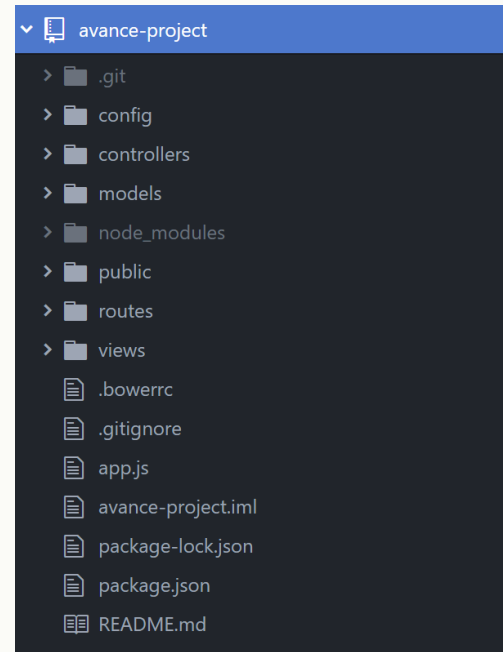 avance-project
.git
config
controllers
models
node_modules
public
routes
views
.bowerrc
.gitignore
app.js
avance-project.iml
package-lock.json
package.json
README.md